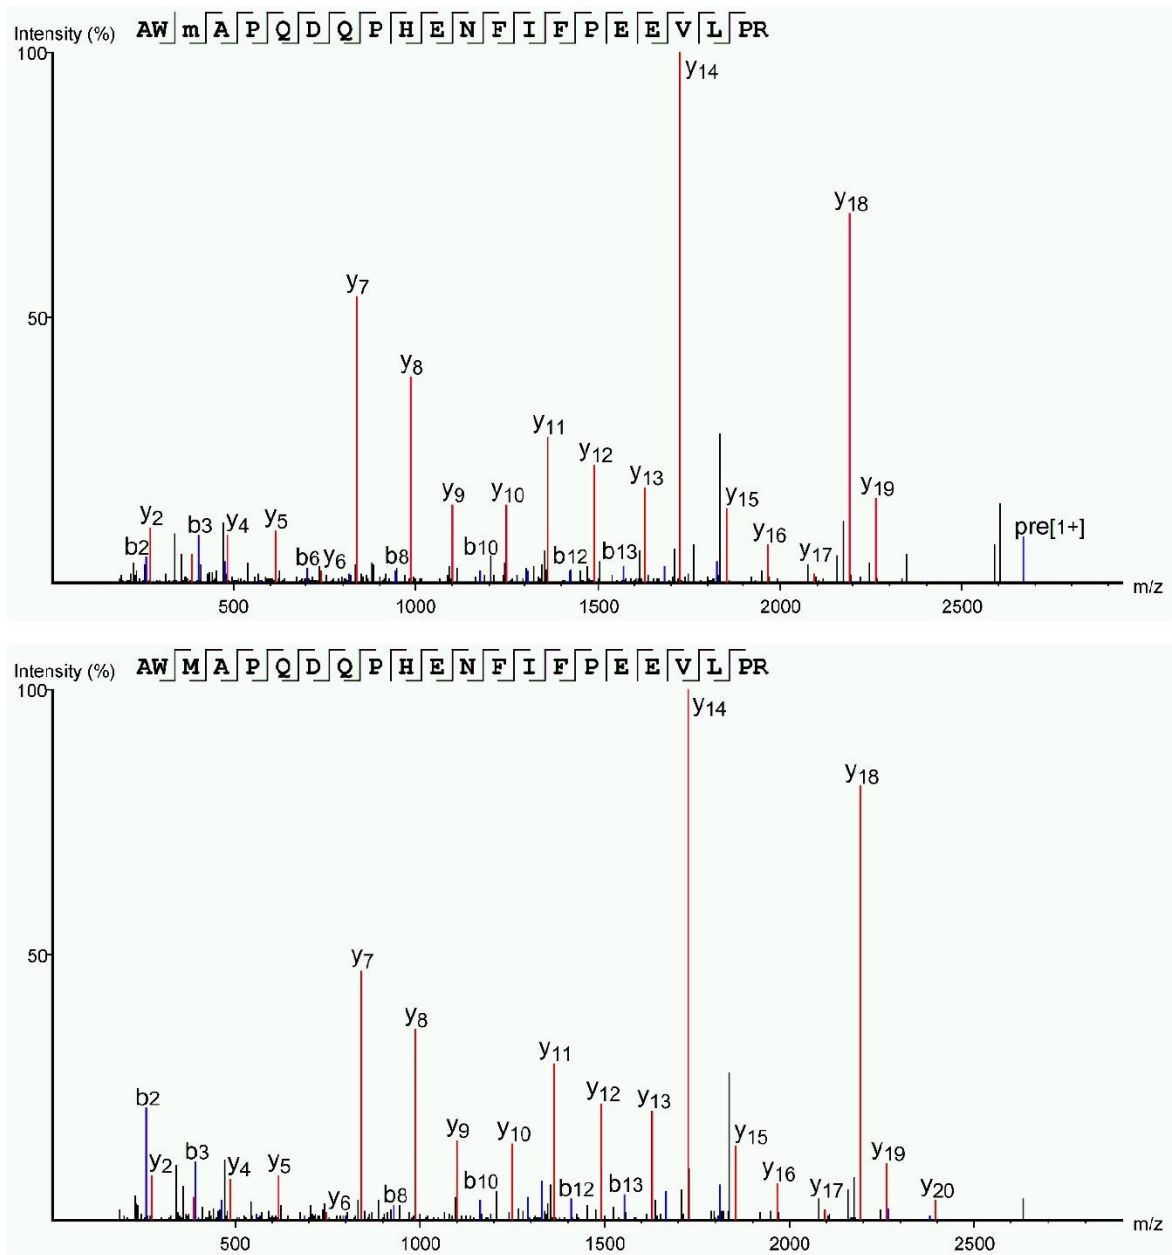 Intensity (%) AW m A P Q D Q P H E N F I F P E E V L PR
100
y14
y18
y7
50
y8
y11
y12
y13
y9 y10
y15
y19
y2 b3 y4 y5
y16
pre[1+]
b2
b6 y6 b8 b10 b12 b13
y17
500 1000 1500 2000 2500 m/z
Intensity (%) AW M A P Q D Q P H E N F I F P E E V L PR
100
y14
y18
50
y7
y8
y11
y12 y13
b2
y9 y10
y15
b3
y19
y2 y4 y5
y16
b10
y6 b8 b12 b13
y17 y20
500 1000 1500 2000 2500 m/z